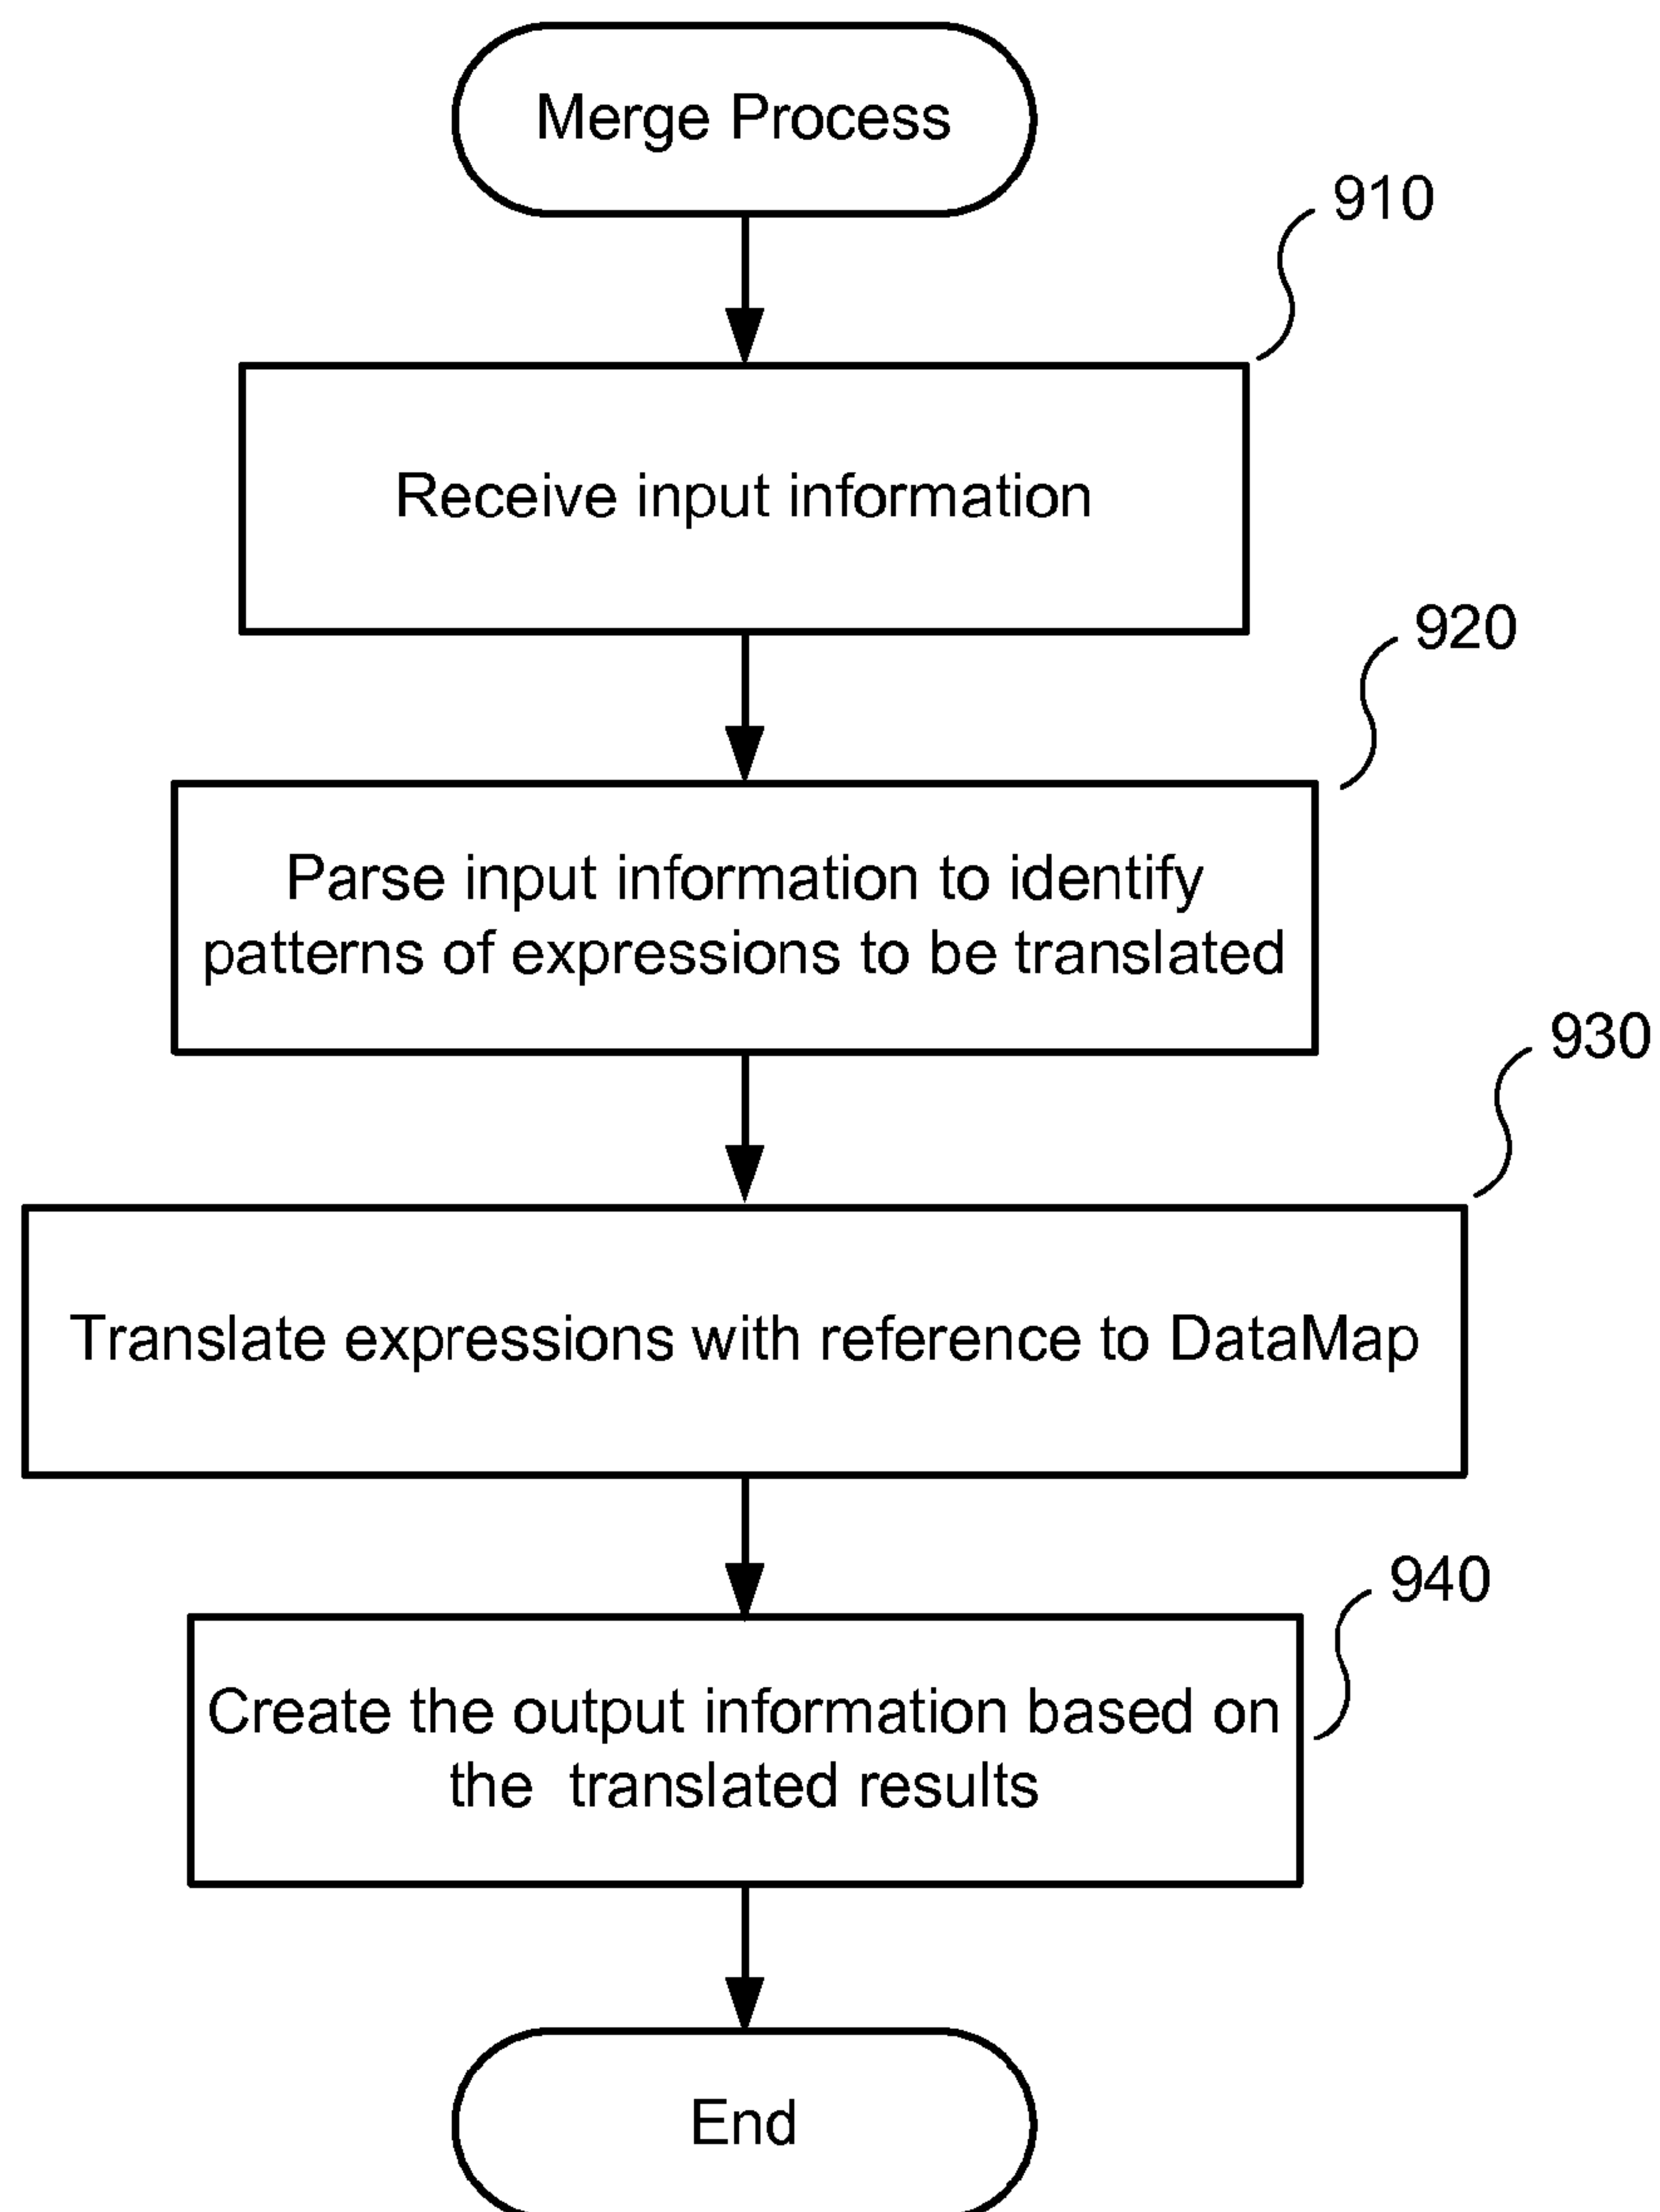 Merge Process
910
Receive input information
920
Parse input information to identify
patterns of expressions to be translated
930
Translate expressions with reference to DataMap
940
Create the output information based on
the translated results
End